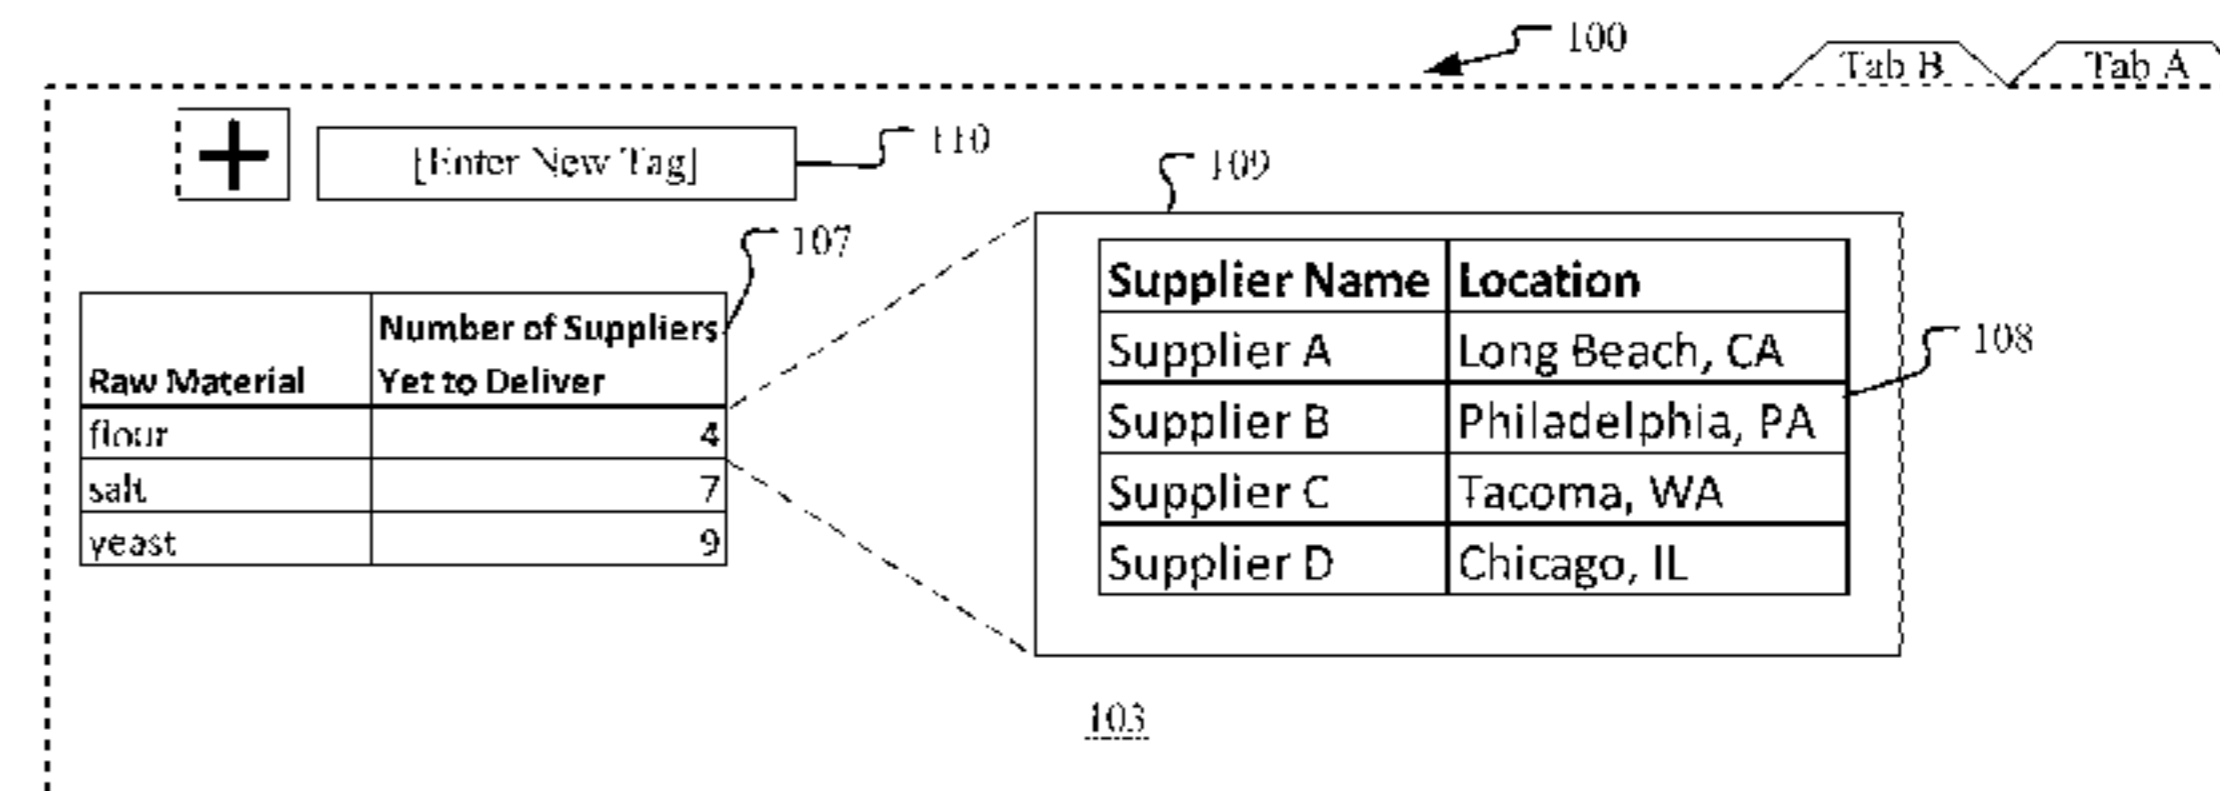 100
Tab B Tab A
[Enter New Tag] 110
109
107
Raw Material Number of Suppliers Yet to Deliver
flour 4
salt 7
yeast 9
Supplier Name Location
Supplier A Long Beach, CA
Supplier B Philadelphia, PA
Supplier C Tacoma, WA
Supplier D Chicago, IL
108
103